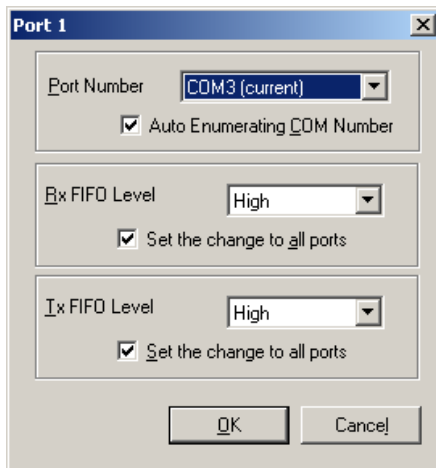 Port 1
Port Number COM3 (current)
Auto Enumerating COM Number
Rx FIFO Level High
Set the change to all ports
Tx FIFO Level High
Set the change to all ports
OK Cancel